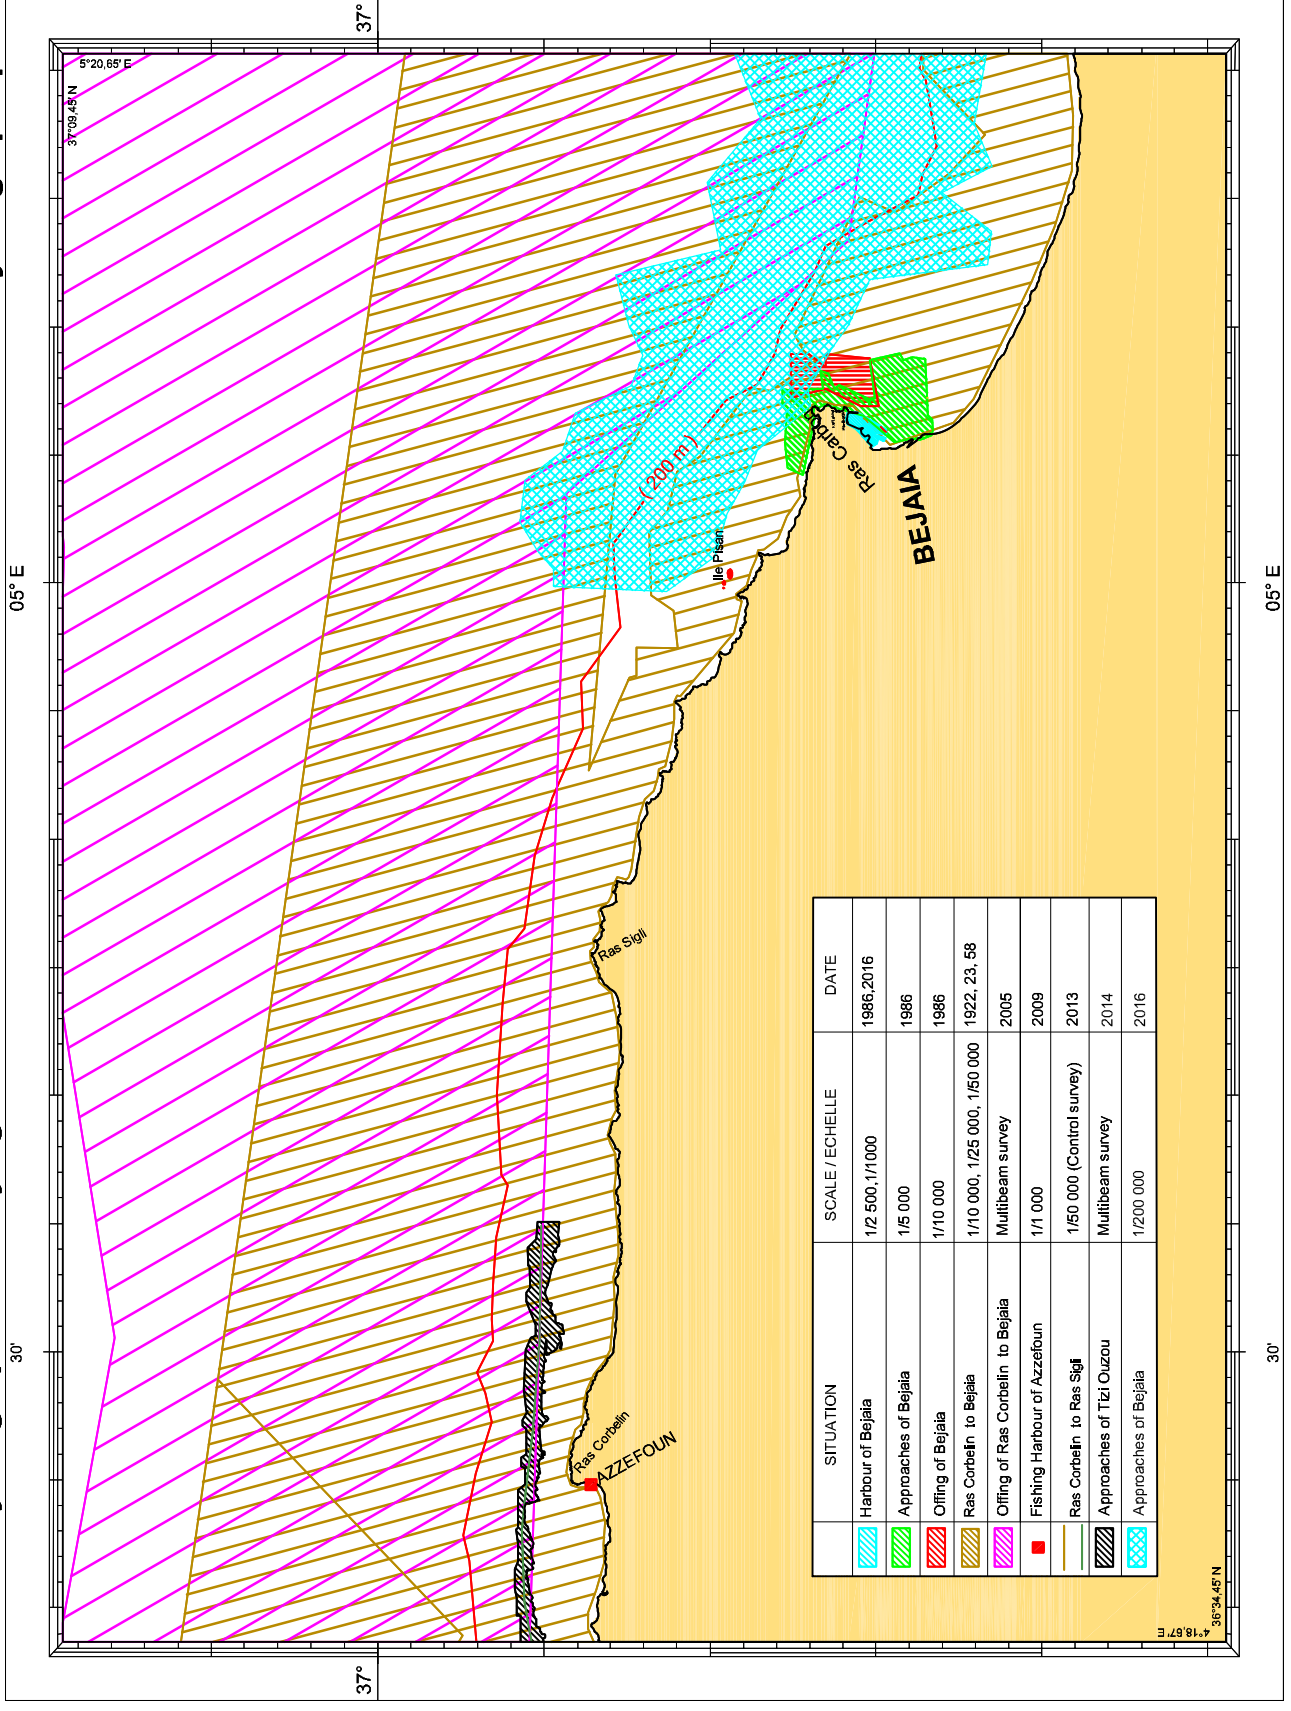 37°
5°20,65' E
37°09,45' N
05° E
30'
37°
( 200 m )
Ras Carbon
BEJAIA
Ile Pisan
Ras Sigli
Ras Corbelin
AZZEFOUN
05° E
30'
4°18,67' E
36°34,45' N
SITUATION SCALE / ECHELLE DATE
Harbour of Bejaia 1/2 500,1/1000 1986,2016
Approaches of Bejaia 1/5 000 1986
Offing of Bejaia 1/10 000 1986
Ras Corbelin to Bejaia 1/10 000, 1/25 000, 1/50 000 1922, 23, 58
Offing of Ras Corbelin to Bejaia Multibeam survey 2005
Fishing Harbour of Azzefoun 1/1 000 2009
Ras Corbelin to Ras Sigli 1/50 000 (Control survey) 2013
Approaches of Tizi Ouzou Multibeam survey 2014
Approaches of Bejaia 1/200 000 2016